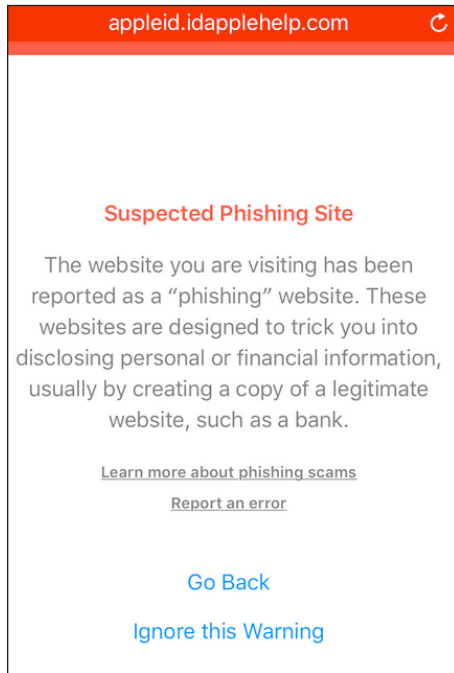 appleid.idapplehelp.com
Suspected Phishing Site
The website you are visiting has been
reported as a “phishing” website. These
websites are designed to trick you into
disclosing personal or financial information,
usually by creating a copy of a legitimate
website, such as a bank.
Learn more about phishing scams
Report an error
Go Back
Ignore this Warning